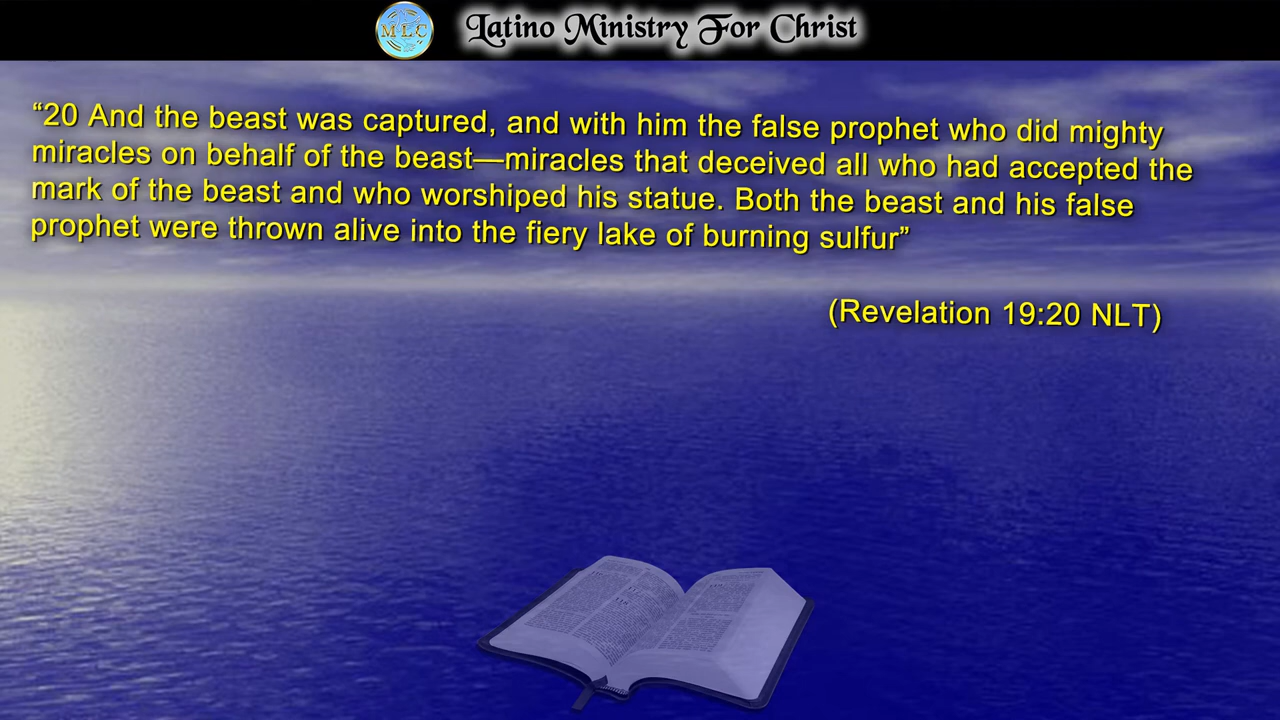 MLC
Latino Ministry For Christ
“20 And the beast was captured, and with him the false prophet who did mighty
miracles on behalf of the beast—miracles that deceived all who had accepted the
mark of the beast and who worshiped his statue. Both the beast and his false
prophet were thrown alive into the fiery lake of burning sulfur”
(Revelation 19:20 NLT)